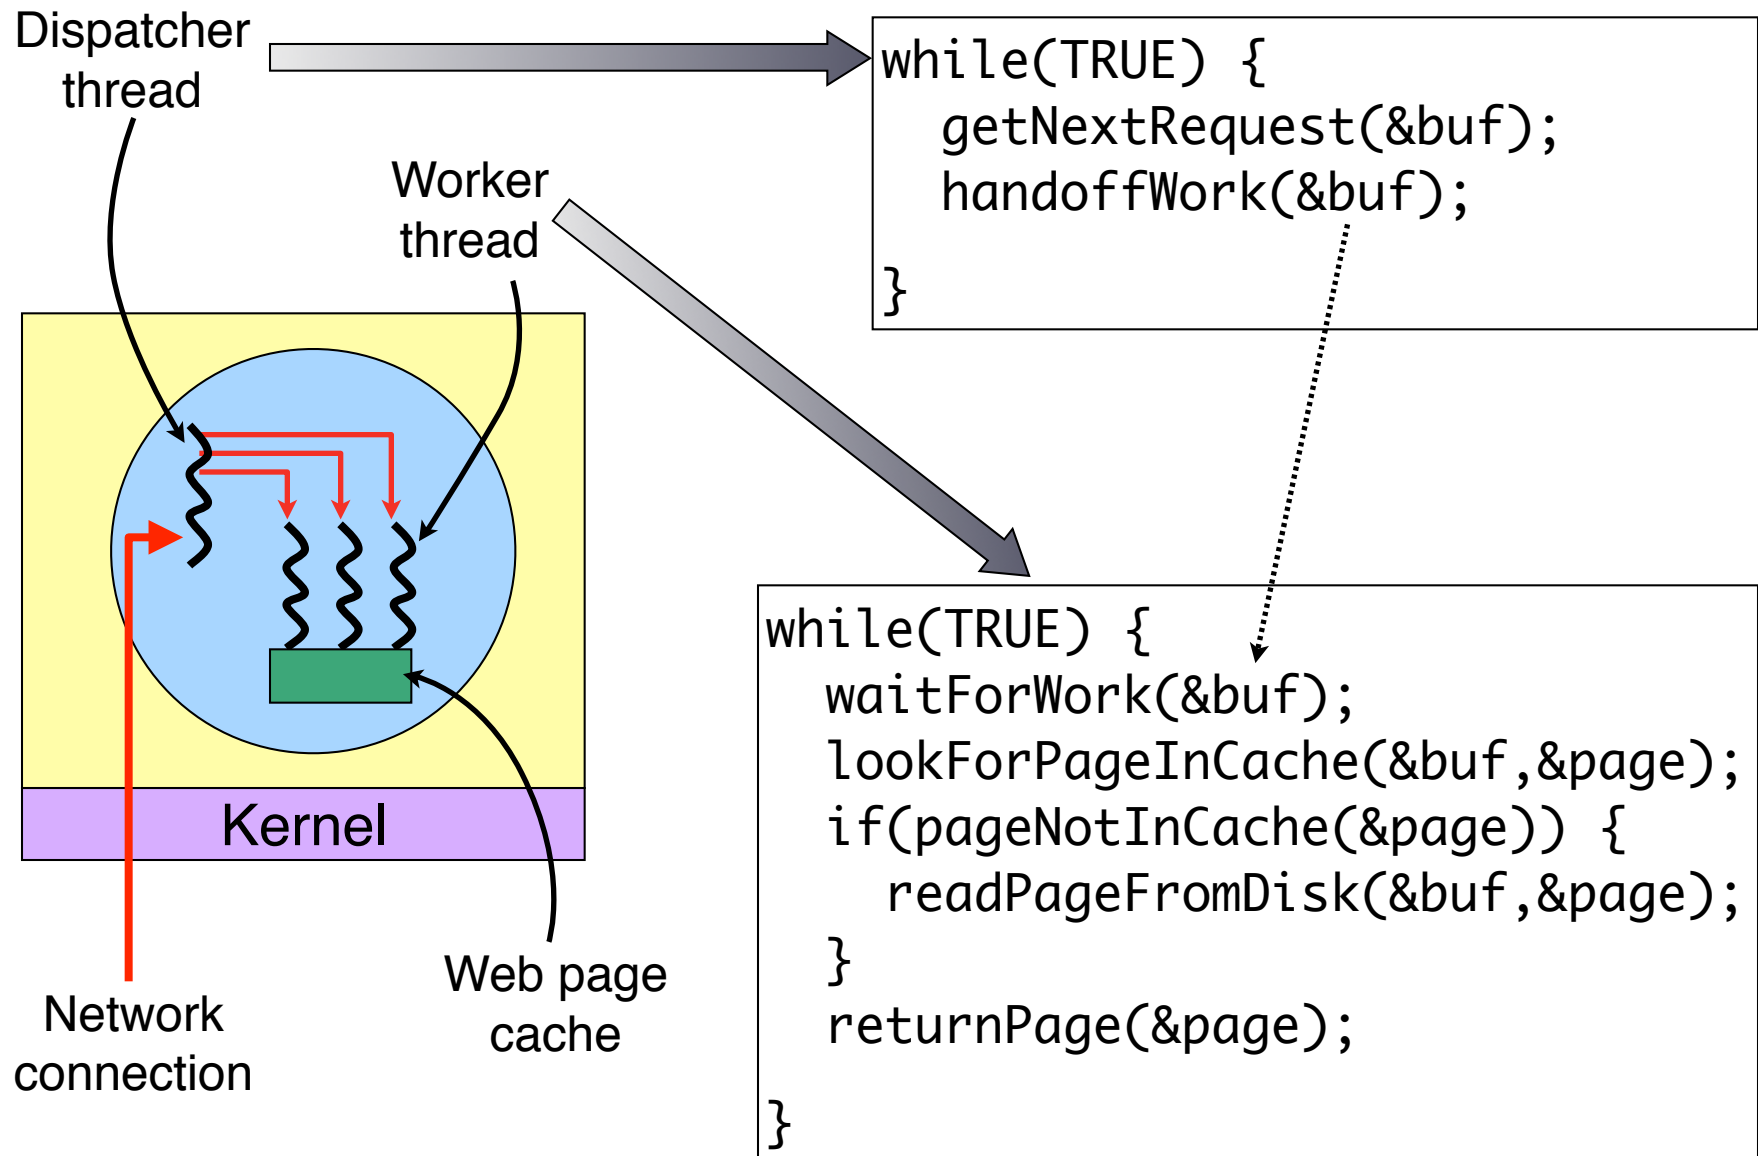 Dispatcher
thread
while(TRUE) {
getNextRequest(&buf);
handoffWork(&buf);
}
Worker
thread
Kernel
Network
connection
Web page
cache
while(TRUE) {
waitForWork(&buf);
lookForPageInCache(&buf,&page);
if(pageNotInCache(&page)) {
readPageFromDisk(&buf,&page);
}
returnPage(&page);
}